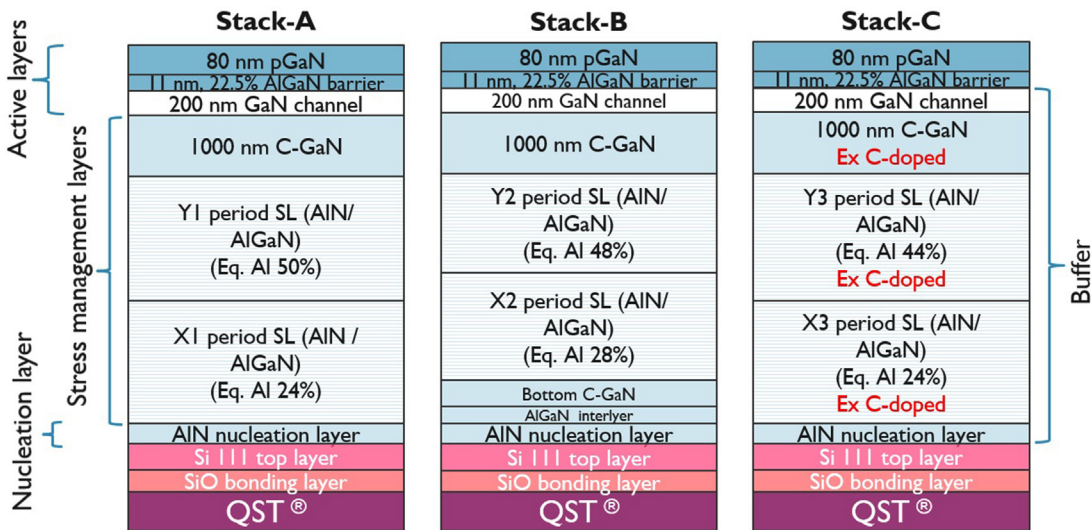 Stack-A
80 nm pGaN
11 nm, 22.5% AlGaN barrier
200 nm GaN channel
1000 nm C-GaN
Y1 period SL (AlN/
AlGaN)
(Eq. Al 50%)
X1 period SL (AlN /
AlGaN)
(Eq. Al 24%)
AlN nucleation layer
Si 111 top layer
SiO bonding layer
QST ®
Stack-B
80 nm pGaN
11 nm, 22.5% AlGaN barrier
200 nm GaN channel
1000 nm C-GaN
Y2 period SL (AlN/
AlGaN)
(Eq. Al 48%)
X2 period SL (AlN/
AlGaN)
(Eq. Al 28%)
Bottom C-GaN
AlGaN interlyer
AlN nucleation layer
Si 111 top layer
SiO bonding layer
QST ®
Stack-C
80 nm pGaN
11 nm, 22.5% AlGaN barrier
200 nm GaN channel
1000 nm C-GaN
Ex C-doped
Y3 period SL (AlN/
AlGaN)
(Eq. Al 44%)
Ex C-doped
X3 period SL (AlN/
AlGaN)
(Eq. Al 24%)
Ex C-doped
AlN nucleation layer
Si 111 top layer
SiO bonding layer
QST ®
Active layers
Stress management layers
Nucleation layer
Buffer